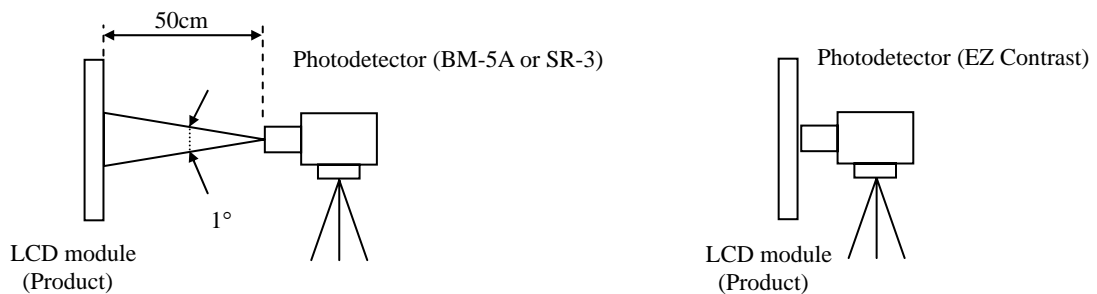 50cm
Photodetector (BM-5A or SR-3)
1°
LCD module
(Product)
Photodetector (EZ Contrast)
LCD module
(Product)